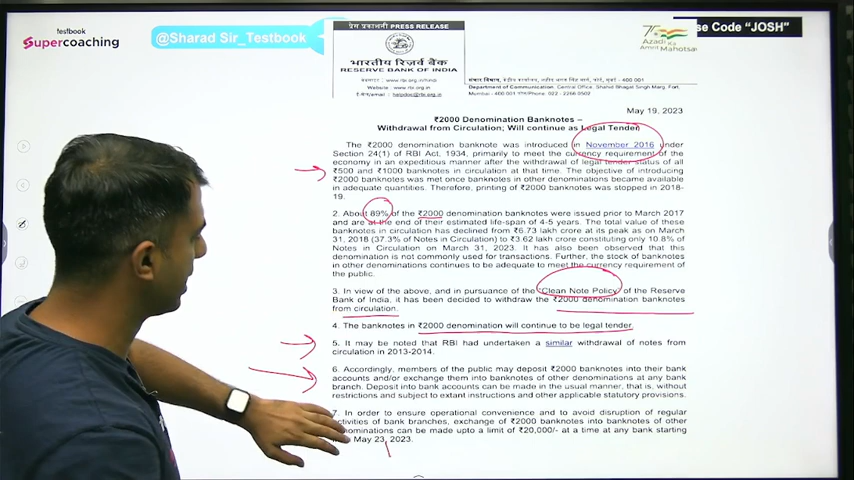 testbook
Supercoaching
@Sharad Sir_Testbook
प्रेस प्रकाशनी PRESS RELEASE
भारतीय रिज़र्व बैंक
RESERVE BANK OF INDIA
Website : www.rbi.org.in
Azadi Ka
Amrit Mahotsav
se Code "JOSH"
Department of Communication, Central Office, Shahid Bhagat Singh Marg, Fort,
May 19, 2023
₹2000 Denomination Banknotes –
Withdrawal from Circulation; Will continue as Legal Tender
The ₹2000 denomination banknote was introduced in November 2016 under
Section 24(1) of RBI Act, 1934, primarily to meet the currency requirement of the
economy in an expeditious manner after the withdrawal of legal tender status of all
₹500 and ₹1000 banknotes in circulation at that time. The objective of introducing
₹2000 banknotes was met once banknotes in other denominations became available
in adequate quantities. Therefore, printing of ₹2000 banknotes was stopped in 2018-
19.
2. About 89% of the ₹2000 denomination banknotes were issued prior to March 2017
and are at the end of their estimated life-span of 4-5 years. The total value of these
banknotes in circulation has declined from ₹6.73 lakh crore at its peak as on March
31, 2018 (37.3% of Notes in Circulation) to ₹3.62 lakh crore constituting only 10.8% of
Notes in Circulation on March 31, 2023. It has also been observed that this
denomination is not commonly used for transactions. Further, the stock of banknotes
in other denominations continues to be adequate to meet the currency requirement of
the public.
3. In view of the above, and in pursuance of the "Clean Note Policy" of the Reserve
Bank of India, it has been decided to withdraw the ₹2000 denomination banknotes
from circulation.
4. The banknotes in ₹2000 denomination will continue to be legal tender.
5. It may be noted that RBI had undertaken a similar withdrawal of notes from
circulation in 2013-2014.
6. Accordingly, members of the public may deposit ₹2000 banknotes into their bank
accounts and/or exchange them into banknotes of other denominations at any bank
branch. Deposit into bank accounts can be made in the usual manner, that is, without
restrictions and subject to extant instructions and other applicable statutory provisions.
7. In order to ensure operational convenience and to avoid disruption of regular
activities of bank branches, exchange of ₹2000 banknotes into banknotes of other
denominations can be made upto a limit of ₹20,000/- at a time at any bank starting
May 23, 2023.